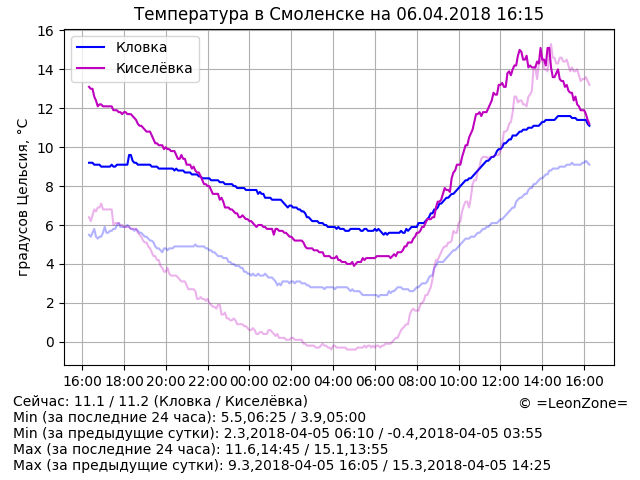 Температура в Смоленске на 06.04.2018 16:15
градусов Цельсия, °C
16
14
12
10
8
6
4
2
0
Кловка
Киселёвка
16:00 18:00 20:00 22:00 00:00 02:00 04:00 06:00 08:00 10:00 12:00 14:00 16:00
Сейчас: 11.1 / 11.2 (Кловка / Киселёвка)
© =LeonZone=
Min (за последние 24 часа): 5.5,06:25 / 3.9,05:00
Min (за предыдущие сутки): 2.3,2018-04-05 06:10 / -0.4,2018-04-05 03:55
Max (за последние 24 часа): 11.6,14:45 / 15.1,13:55
Max (за предыдущие сутки): 9.3,2018-04-05 16:05 / 15.3,2018-04-05 14:25